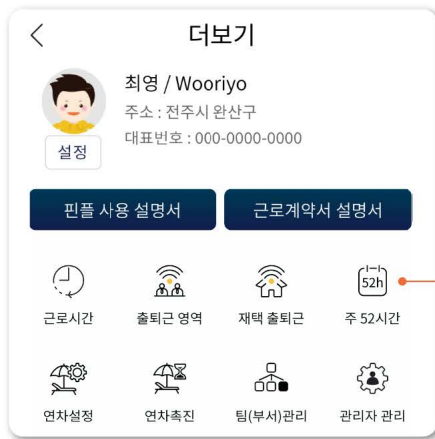 더보기
최영 / Wooriyo
주소 : 전주시 완산구
대표번호 : 000-0000-0000
설정
핀플 사용 설명서 근로계약서 설명서
52h
근로시간 출퇴근 영역 재택 출퇴근 주 52시간
연차설정 연차촉진 팀(부서)관리 관리자 관리